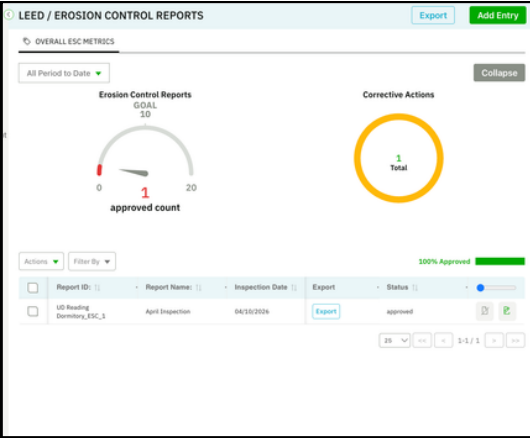 LEED / EROSION CONTROL REPORTS
Export
Add Entry
OVERALL ESC METRICS
All Period to Date
Collapse
Erosion Control Reports
GOAL
10
0
20
1
approved count
Corrective Actions
1
Total
Actions
Filter By
100% Approved
Report ID:
Report Name:
Inspection Date
Export
Status
UD Reading
Dormitory_ESC_1
April Inspection
04/10/2026
Export
approved
25
<<
<
1-1 / 1
>
>>